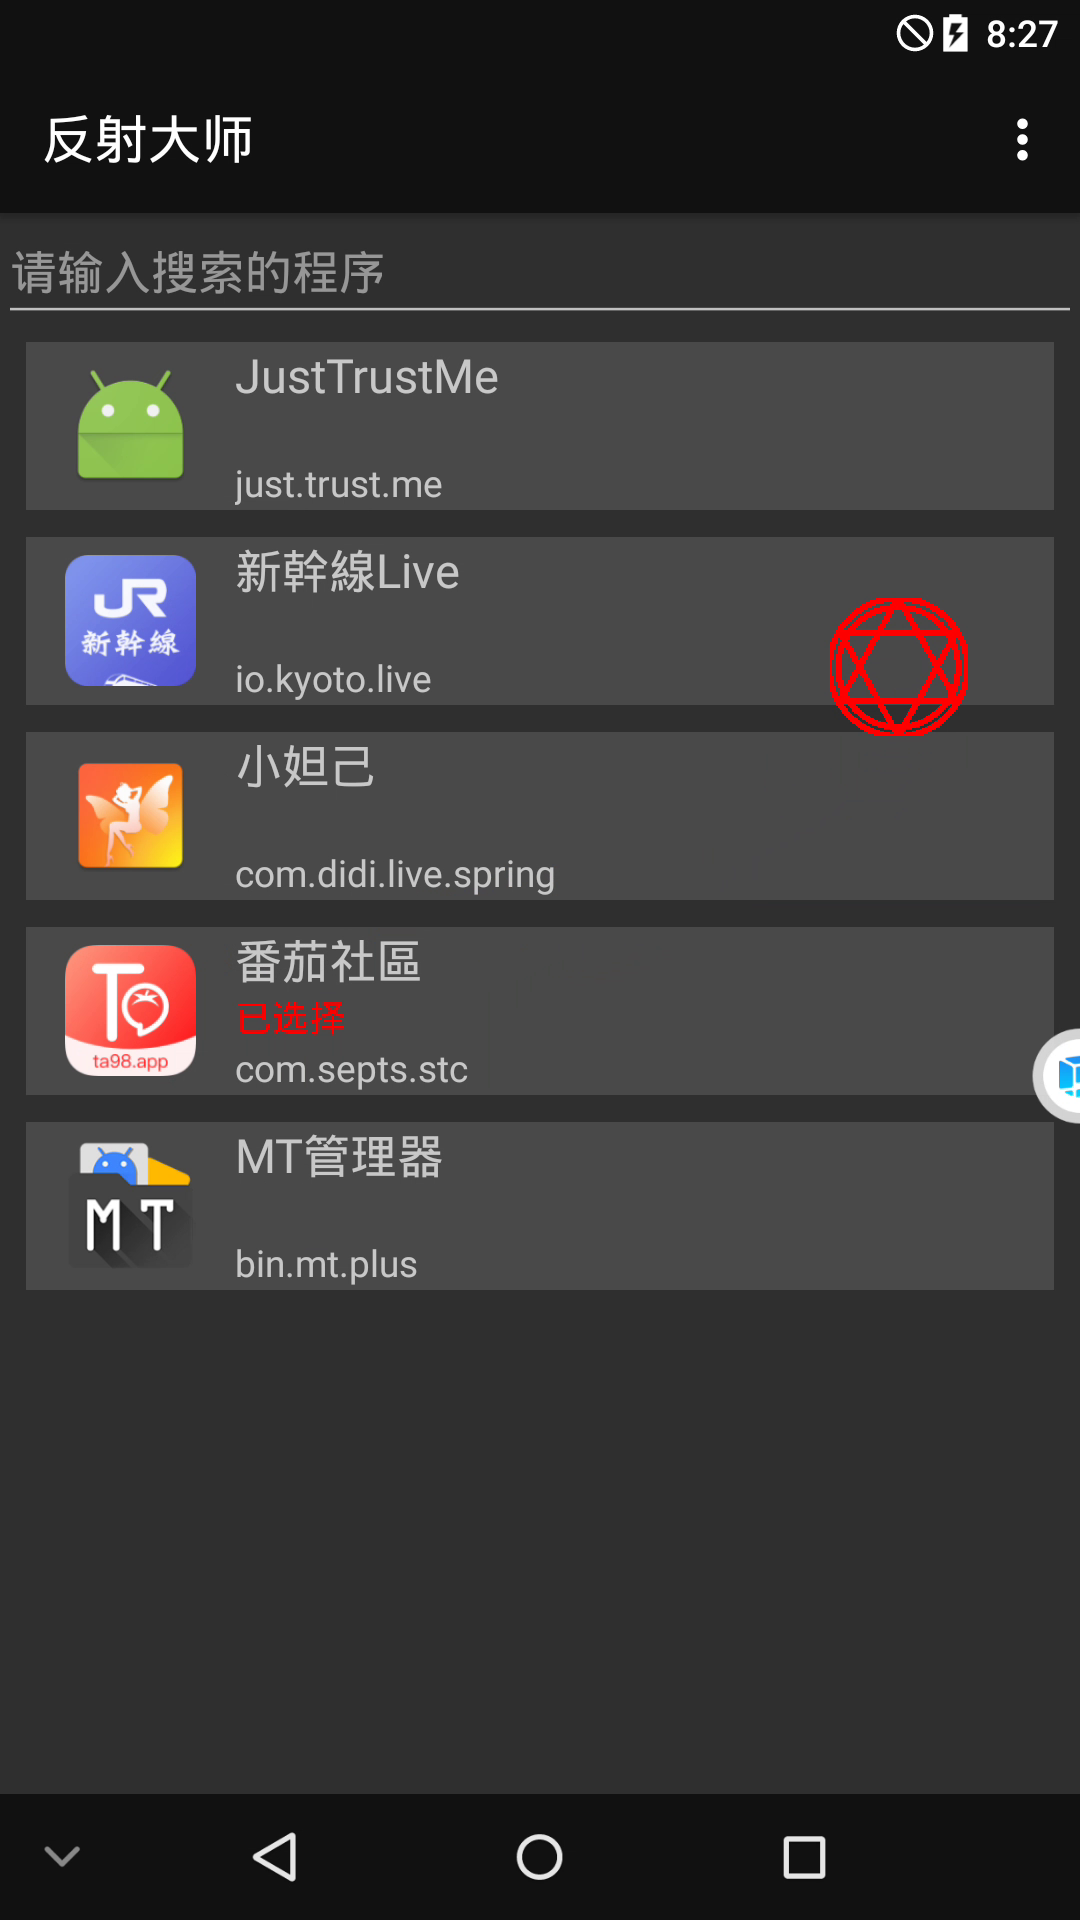 8:27
反射大师
请输入搜索的程序
JustTrustMe
just.trust.me
JR
新幹線
新幹線Live
io.kyoto.live
小妲己
com.didi.live.spring
To
ta98.app
番茄社區
已选择
com.septs.stc
MT
MT管理器
bin.mt.plus